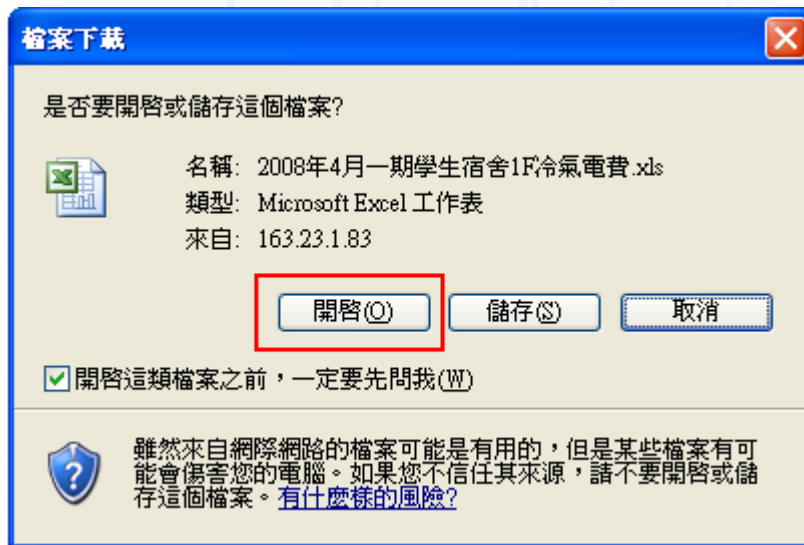 檔案下載
是否要開啟或儲存這個檔案?
名稱: 2008年4月一期學生宿舍1F冷氣電費.xls
類型: Microsoft Excel 工作表
來自: 163.23.1.83
開啟(O) 儲存(S) 取消
開啟這類檔案之前，一定要先問我(W)
雖然來自網際網路的檔案可能是有用的，但是某些檔案有可
能會傷害您的電腦。如果您不信任其來源，請不要開啟或儲
存這個檔案。有什麼樣的風險?